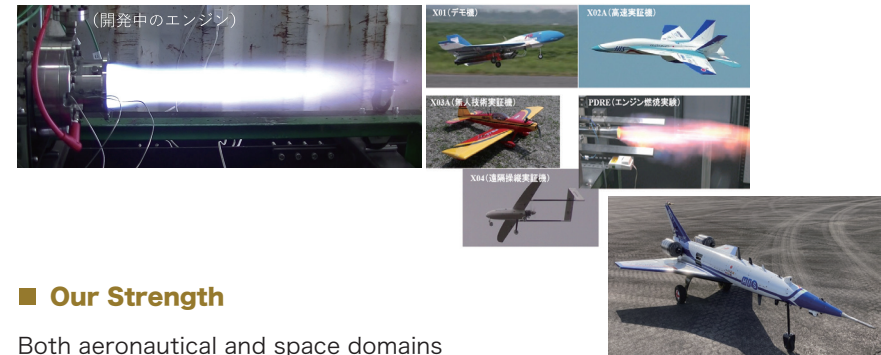 (開発中のエンジン)
X01(デモ機)
X02A(高速実証機)
X03A(無人技術実証機)
PDRE(エンジン燃焼実験)
X04(遠隔操縦実証機)
■ Our Strength
Both aeronautical and space domains